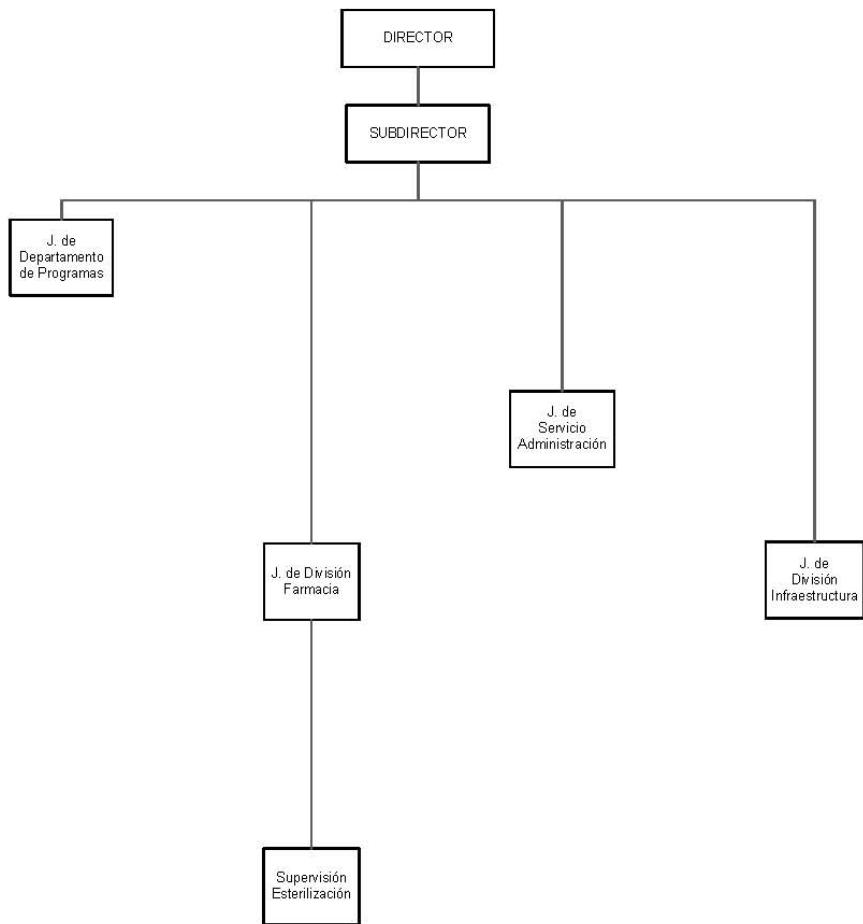 DIRECTOR
SUBDIRECTOR
J. de
Departamento
de Programas
J. de
Servicio
Administración
J. de División
Farmacia
J. de
División
Infraestructura
Supervisión
Esterilización